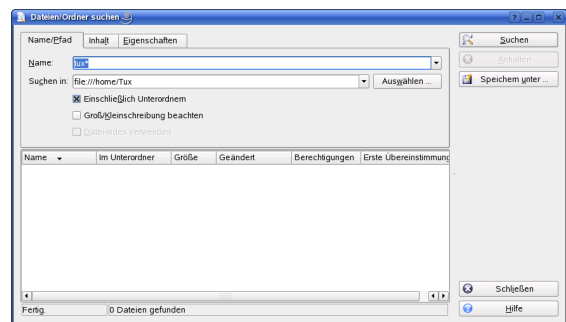 Dateien/Ordner suchen
Name/Pfad Inhalt Eigenschaften
Name: tux*
Suchen in: file:///home/Tux Auswählen ...
Einschließlich Unterordnern
Groß/Kleinschreibung beachten
Datei-Index verwenden
Suchen
Anhalten
Speichern unter ...
Name Im Unterordner Größe Geändert Berechtigungen Erste Übereinstimmung
Schließen
Hilfe
Fertig. 0 Dateien gefunden